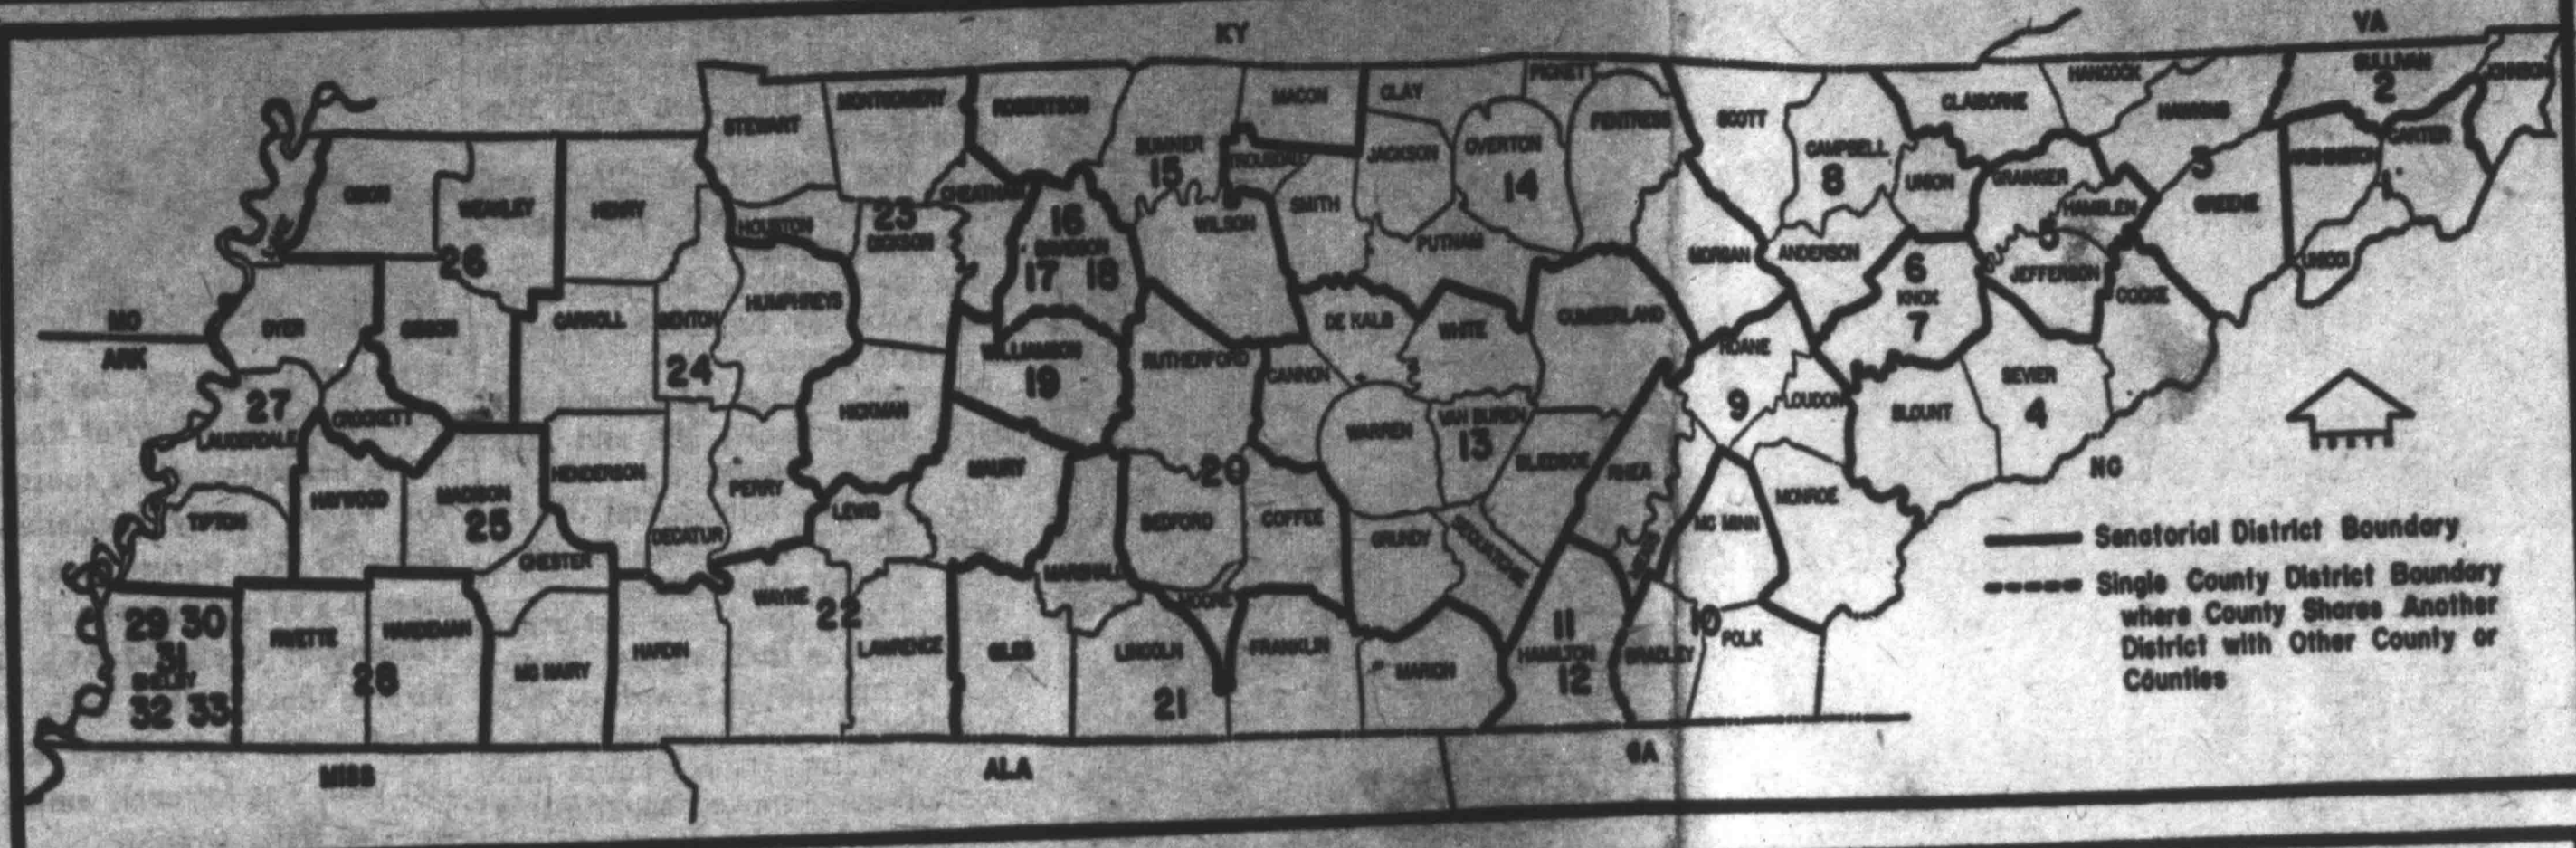 KY
VA
SULLIVAN
2
JOHNSON
HANCOCK
CLAIBORNE
HAWKINS
PICKETT
CLAY
MACON
MONTGOMERY
ROBERTSON
STEWART
SCOTT
FENTRESS
CARTER
OVERTON
14
JACKSON
SUMNER
15
TROUSDALE
CAMPBELL
8
WASHINGTON
3
GREENE
1
UNION
GRAINGER
HAMBLEN
5
JEFFERSON
OBION
WEAKLEY
26
HENRY
HOUSTON
CHEATHAM
23
DICKSON
16
DAVIDSON
17 18
WILSON
SMITH
PUTNAM
MORGAN
ANDERSON
6
KNOX
7
COCKE
UNICOI
MO
ARK
DYER
GIBSON
CARROLL
BENTON
24
HUMPHREYS
WILLIAMSON
19
RUTHERFORD
CANNON
DE KALB
WHITE
CUMBERLAND
ROANE
9
LOUDON
BLOUNT
SEVIER
4
27
LAUDERDALE
CROCKETT
HICKMAN
WARREN
VAN BUREN
13
BLEDSOE
RHEA
HAYWOOD
MADISON
25
HENDERSON
DECATUR
PERRY
LEWIS
MAURY
20
BEDFORD
COFFEE
GRUNDY
SEQUATCHIE
MEIGS
MC MINN
MONROE
NC
TIPTON
CHESTER
MARSHALL
MOORE
29 30
31
SHELBY
32 33
FAYETTE
HARDEMAN
28
MC NAIRY
HARDIN
WAYNE
22
LAWRENCE
GILES
LINCOLN
21
FRANKLIN
MARION
11
HAMILTON
12
BRADLEY
10
POLK
Senatorial District Boundary
Single County District Boundary
where County Shares Another
District with Other County or
Counties
MISS
ALA
GA